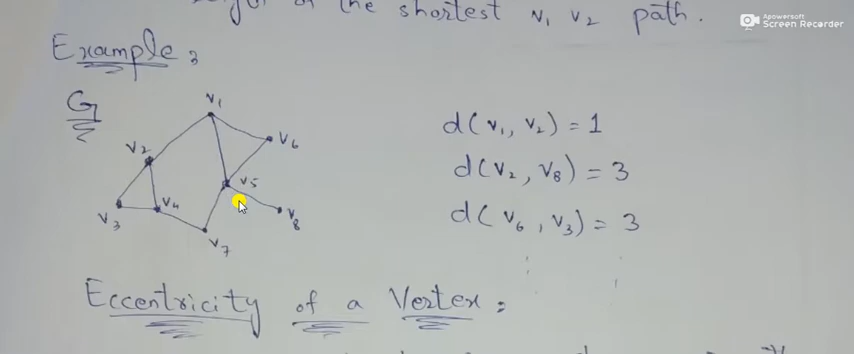 of the shortest v₁ v₂ path.
Apowersoft
Screen Recorder
Example:
G
v₁
v₂
v₆
v₅
v₃
v₄
v₈
v₇
d(v₁, v₂) = 1
d(v₂, v₈) = 3
d(v₆, v₃) = 3
Eccentricity of a Vertex: